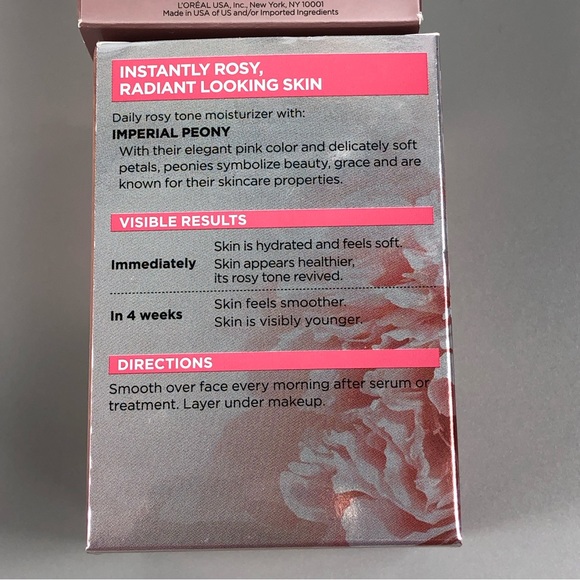 L'ORÉAL USA, Inc., New York, NY 10001
Made in USA of US and/or Imported Ingredients
INSTANTLY ROSY,
RADIANT LOOKING SKIN
Daily rosy tone moisturizer with:
IMPERIAL PEONY
With their elegant pink color and delicately soft
petals, peonies symbolize beauty, grace and are
known for their skincare properties.
VISIBLE RESULTS
Immediately
Skin is hydrated and feels soft.
Skin appears healthier,
its rosy tone revived.
In 4 weeks
Skin feels smoother.
Skin is visibly younger.
DIRECTIONS
Smooth over face every morning after serum or
treatment. Layer under makeup.